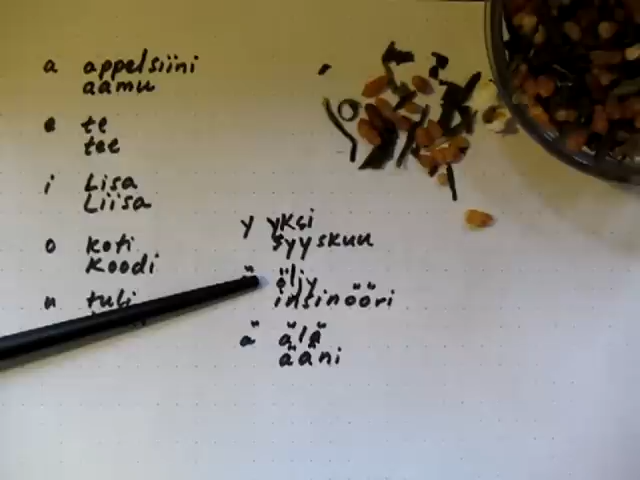 a appelsiini
aamu
e te
tee
i Lisa
Liisa
o koti
koodi
u tuli
y yksi
syyskuu
ö öljy
insinööri
ä älä
ääni